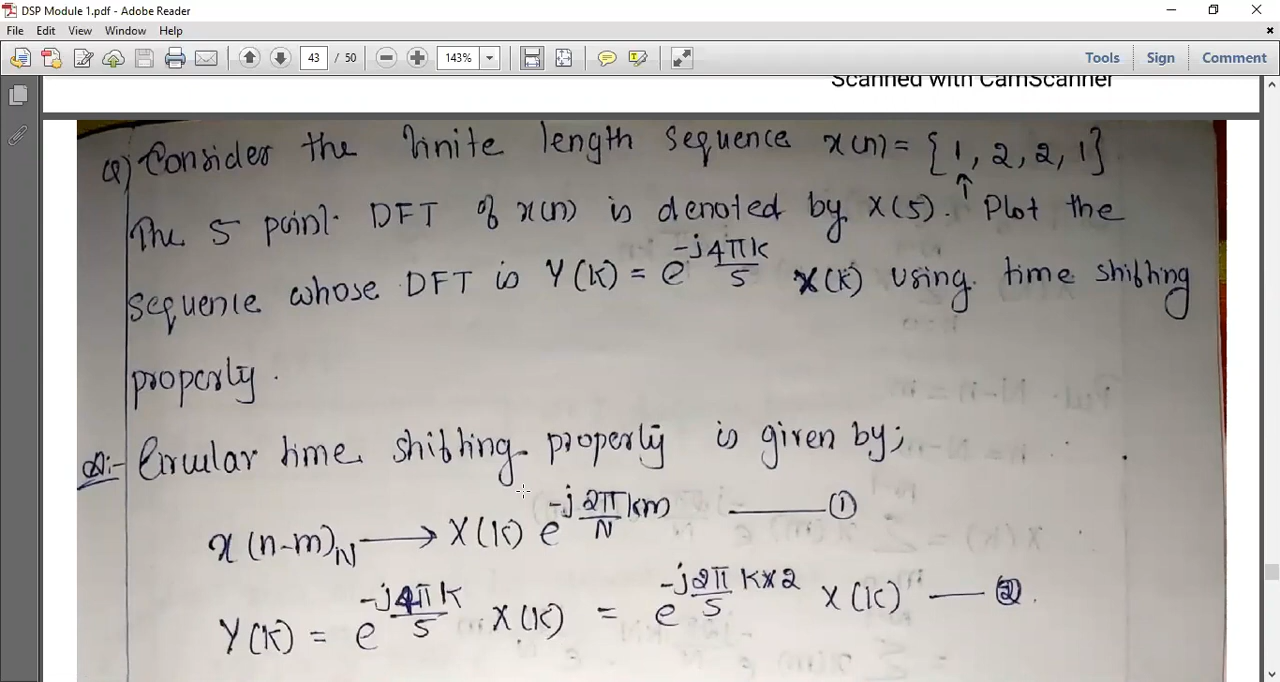 DSP Module 1.pdf - Adobe Reader
File Edit View Window Help
43 / 50 143% Tools Sign Comment
Scanned with CamScanner
Q) Consider the finite length sequence x(n) = {1, 2, 2, 1}
↑
The 5 point DFT of x(n) is denoted by X(5). Plot the
sequence whose DFT is Y(K) = e^{-j4πk/5} X(K) using time shifting
property.
Circular time shifting property is given by;
x(n-m)_N → X(K) e^{-j2π/N km} —— ①
Y(K) = e^{-j4πk/5} X(K) = e^{-j2π/5 K×2} X(K) — ②.